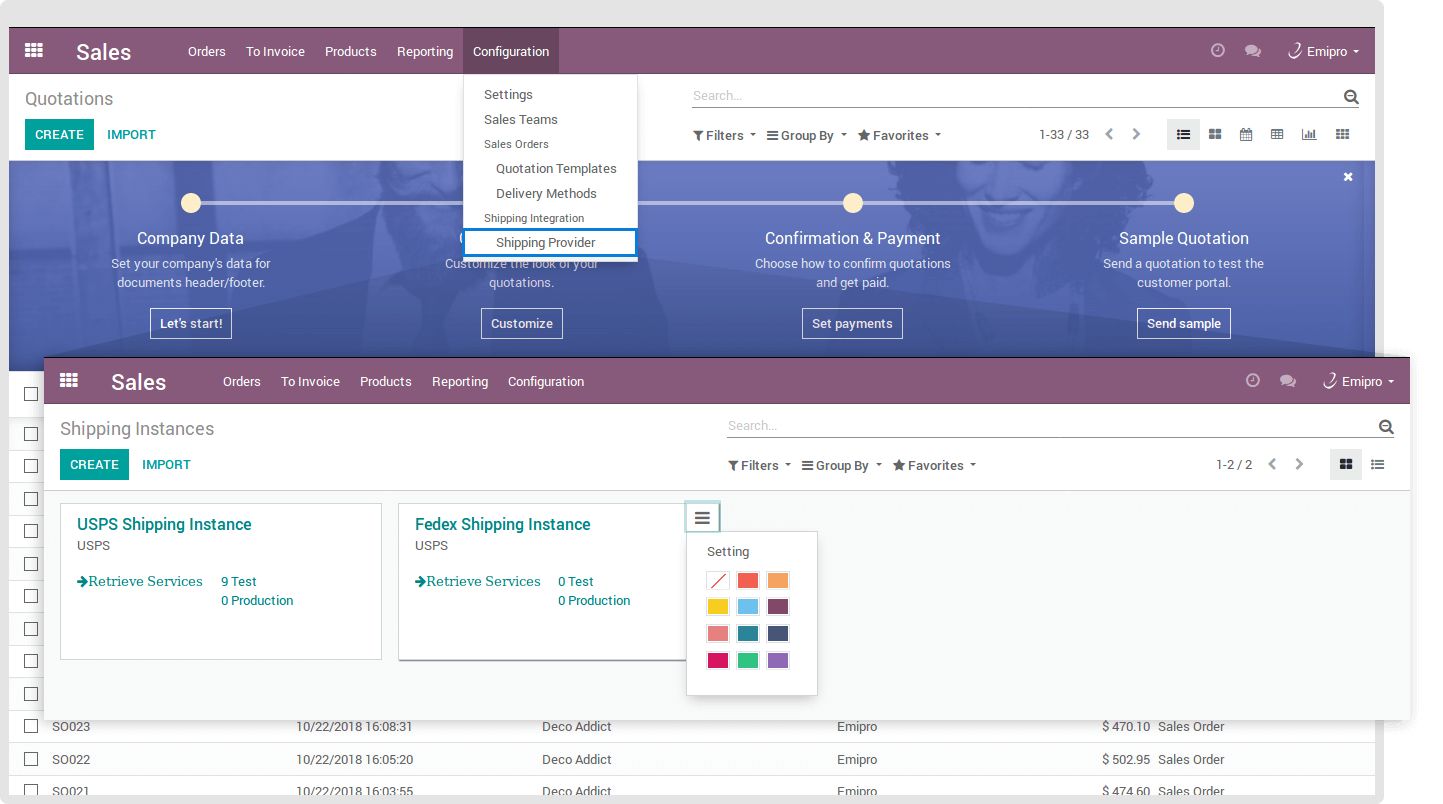 Sales Orders To Invoice Products Reporting Configuration Emipro
Quotations Search...
CREATE IMPORT Filters Group By Favorites 1-33 / 33
Settings
Sales Teams
Sales Orders
Quotation Templates
Delivery Methods
Shipping Integration
Shipping Provider
Company Data
Set your company's data for
documents header/footer.
Let's start!
Customize the look of your
quotations.
Customize
Confirmation & Payment
Choose how to confirm quotations
and get paid.
Set payments
Sample Quotation
Send a quotation to test the
customer portal.
Send sample
Sales Orders To Invoice Products Reporting Configuration Emipro
Shipping Instances Search...
CREATE IMPORT Filters Group By Favorites 1-2 / 2
USPS Shipping Instance
USPS
Retrieve Services 9 Test
0 Production
Fedex Shipping Instance
USPS
Retrieve Services 0 Test
0 Production
Setting
SO023 10/22/2018 16:08:31 Deco Addict Emipro $ 470.10 Sales Order
SO022 10/22/2018 16:05:20 Deco Addict Emipro $ 502.95 Sales Order
SO021 10/22/2018 16:03:55 Deco Addict Emipro $ 474.60 Sales Order